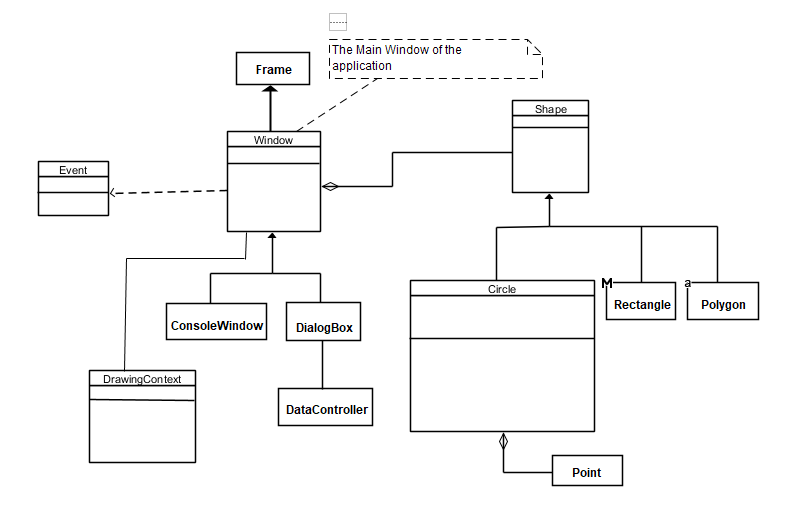 The Main Window of the
application
Frame
Shape
Window
Event
M
a
Circle
Rectangle
Polygon
ConsoleWindow
DialogBox
DrawingContext
DataController
Point